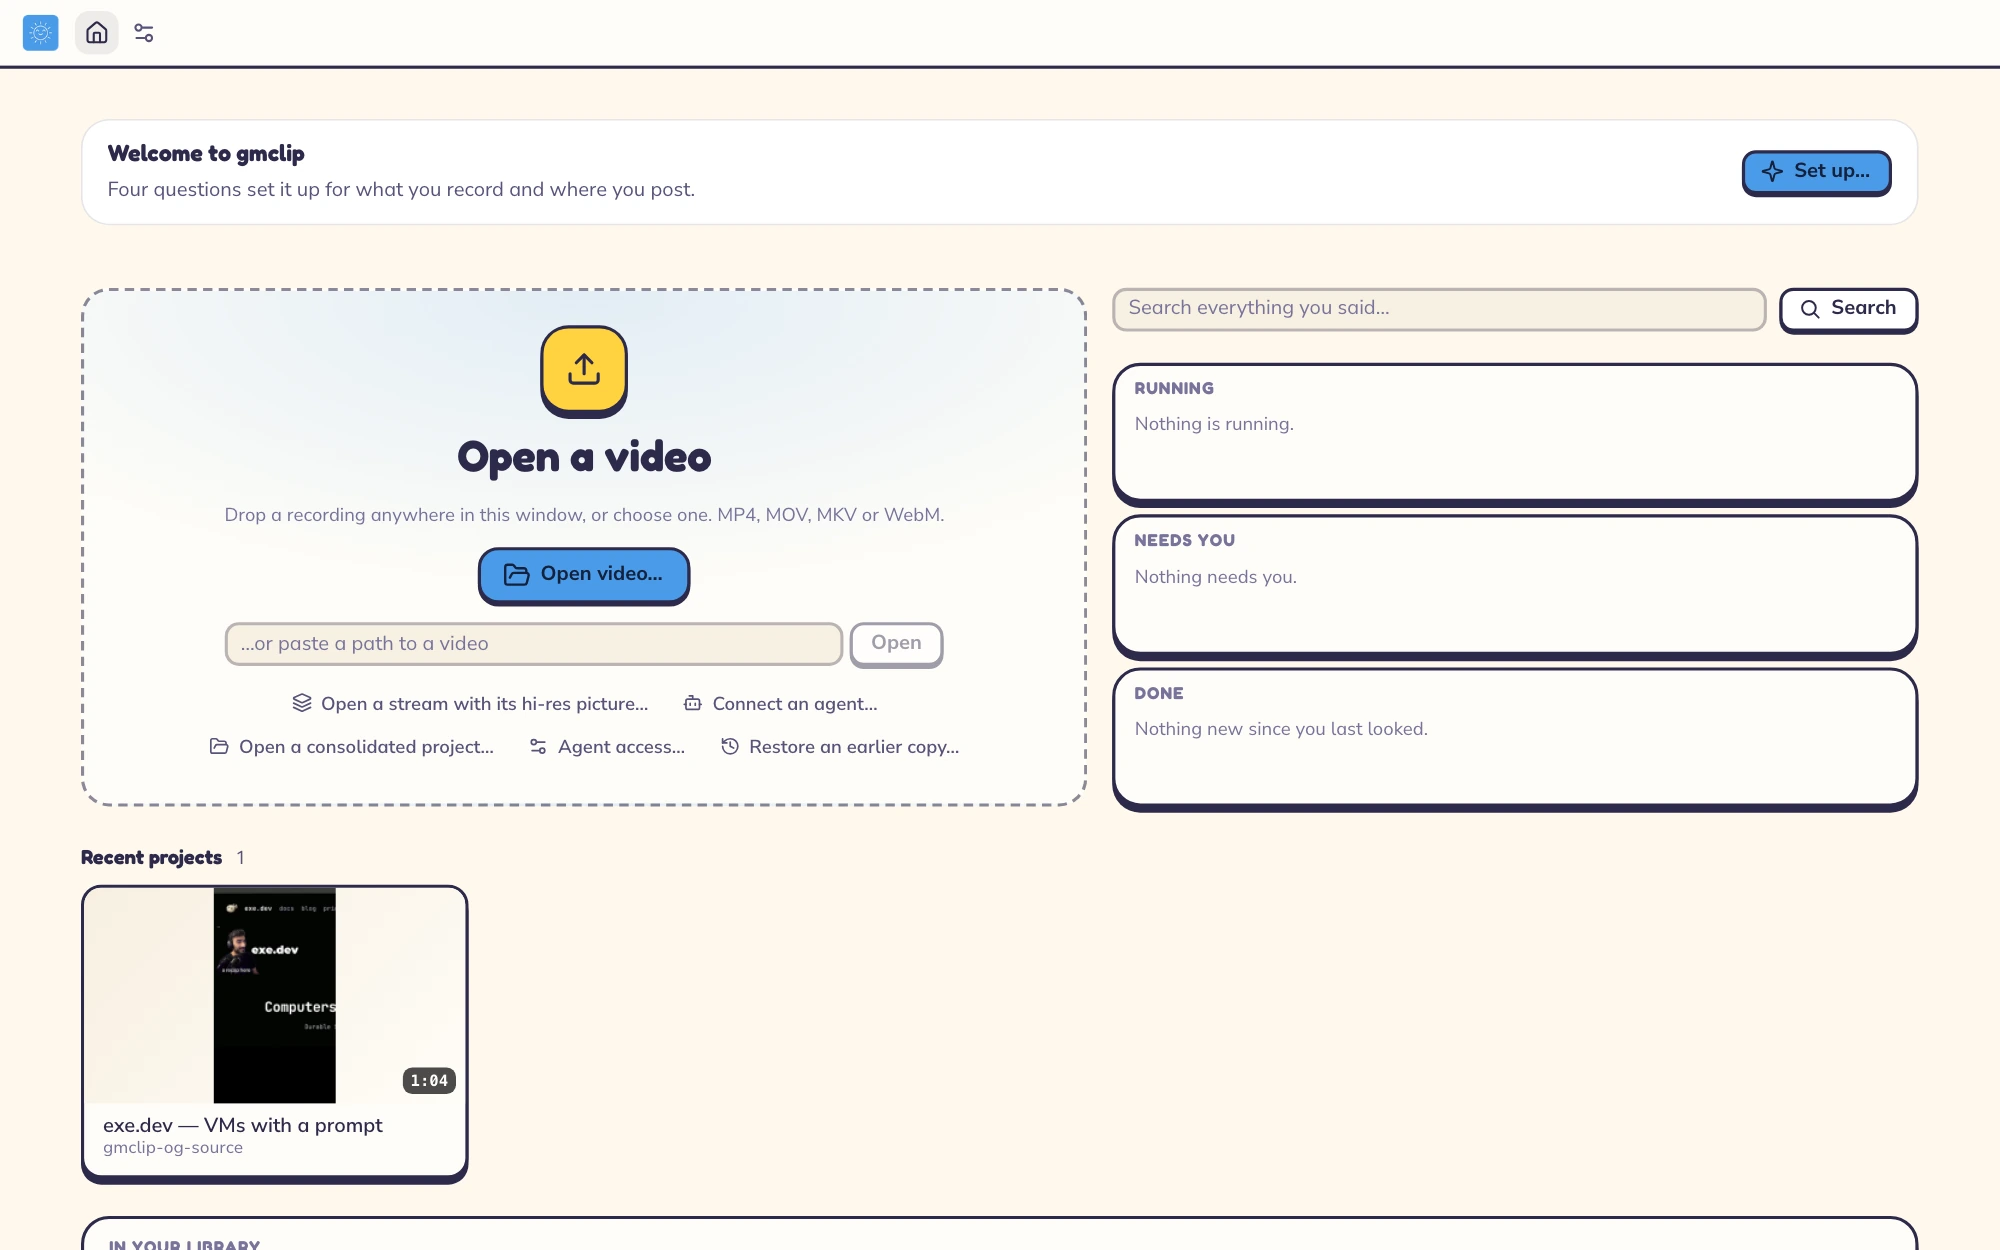 Welcome to gmclip
Four questions set it up for what you record and where you post.
Set up...
Open a video
Drop a recording anywhere in this window, or choose one. MP4, MOV, MKV or WebM.
Open video...
...or paste a path to a video
Open
Open a stream with its hi-res picture...
Connect an agent...
Open a consolidated project...
Agent access...
Restore an earlier copy...
Search everything you said...
Search
RUNNING
Nothing is running.
NEEDS YOU
Nothing needs you.
DONE
Nothing new since you last looked.
Recent projects 1
exe.dev docs blog
exe.dev
Computers
Durable
1:04
exe.dev — VMs with a prompt
gmclip-og-source
IN YOUR LIBRARY